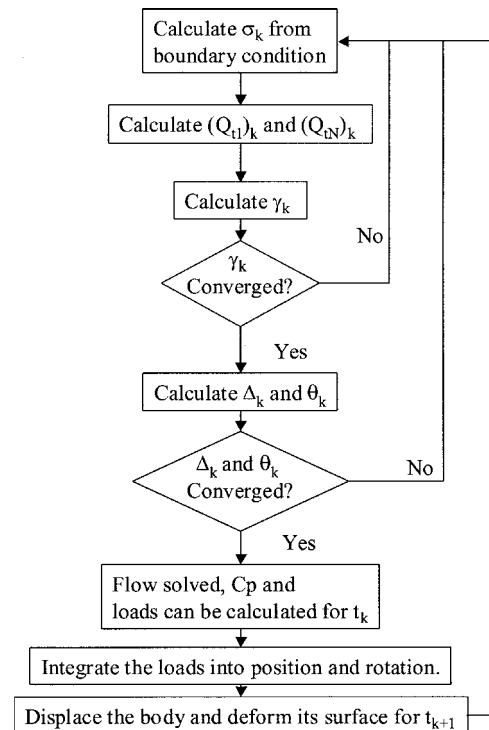 Calculate σk from
boundary condition
Calculate (Qt1)k and (QtN)k
Calculate γk
No
γk
Converged?
Yes
Calculate Δk and θk
Δk and θk
Converged?
No
Yes
Flow solved, Cp and
loads can be calculated for tk
Integrate the loads into position and rotation.
Displace the body and deform its surface for tk+1